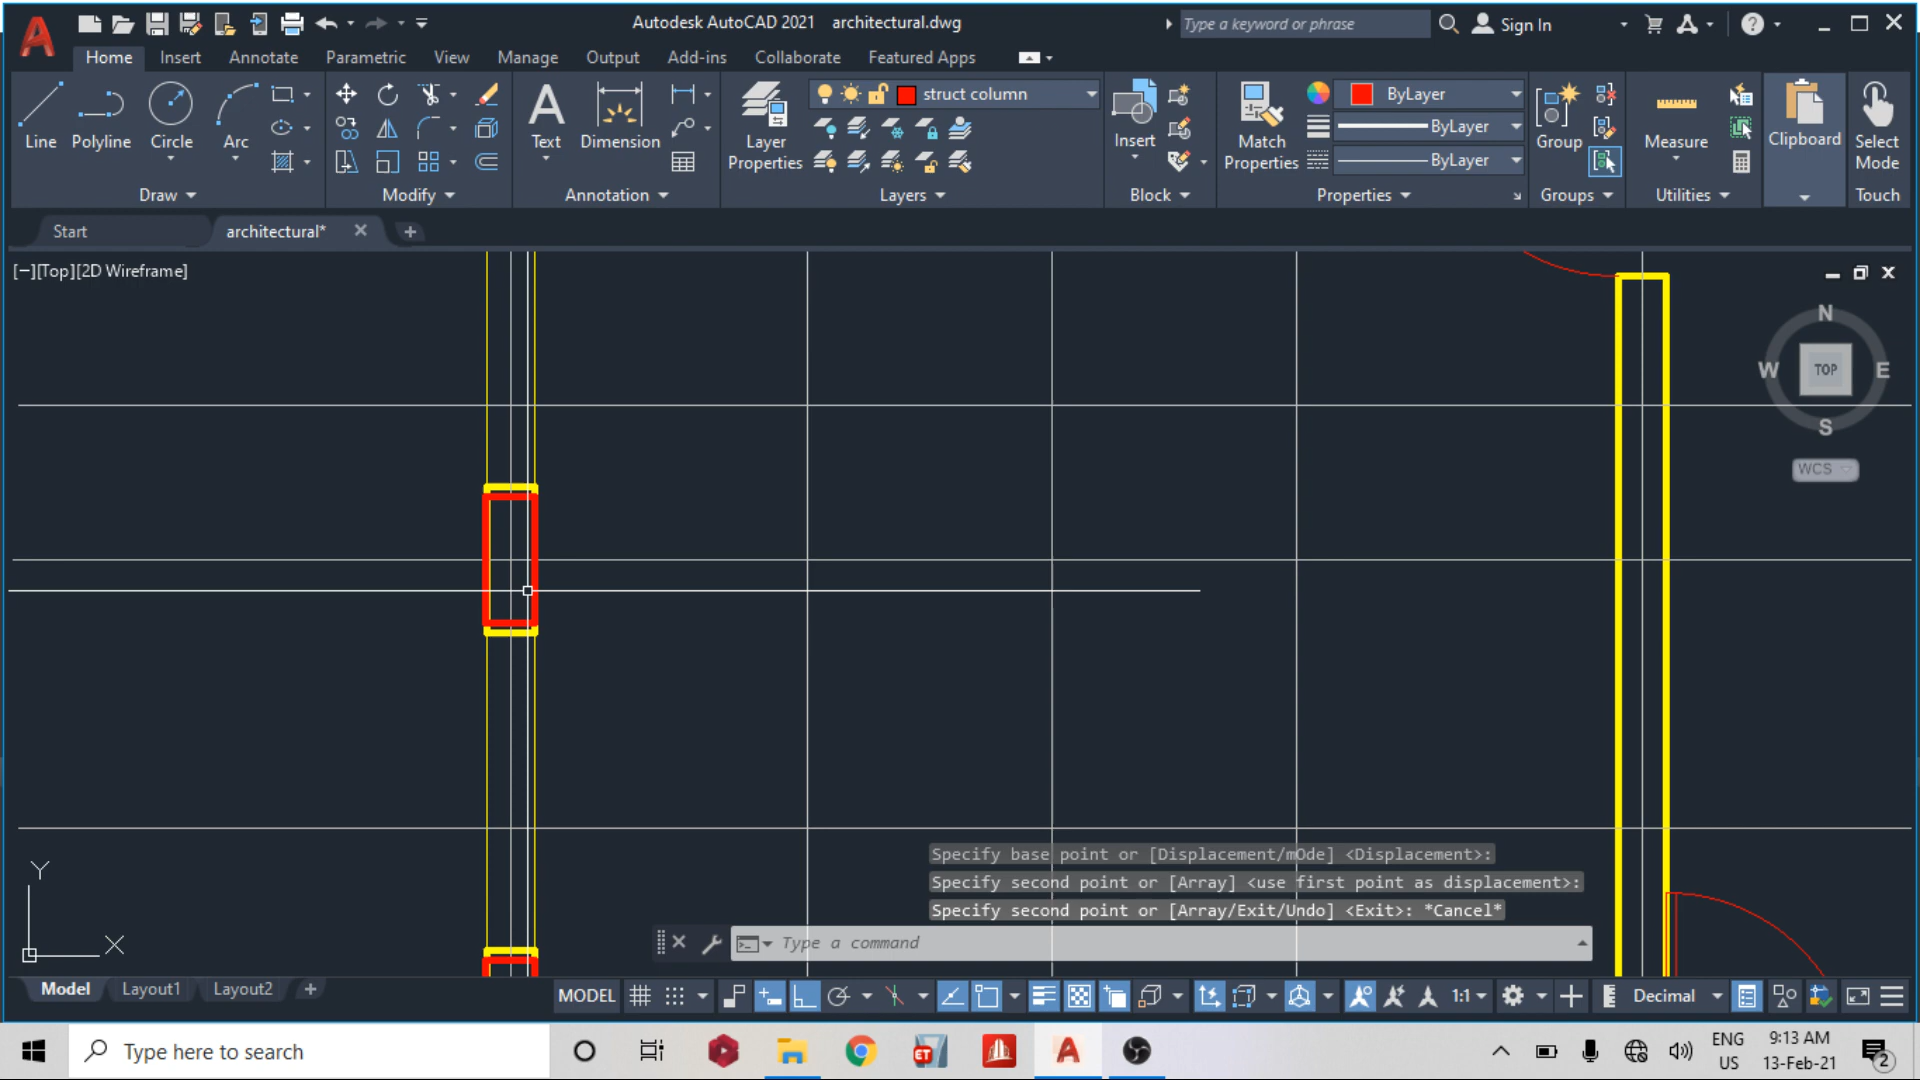 Autodesk AutoCAD 2021 architectural.dwg
Type a keyword or phrase
Sign In
Home Insert Annotate Parametric View Manage Output Add-ins Collaborate Featured Apps
struct column
ByLayer
ByLayer
ByLayer
Line Polyline Circle Arc
Text Dimension
Layer Properties
Insert
Match Properties
Group
Measure
Clipboard
Select Mode
Draw Modify Annotation Layers Block Properties Groups Utilities Touch
Start architectural*
[−][Top][2D Wireframe]
N
W TOP E
S
WCS
Y
X
Specify base point or [Displacement/mOde] <Displacement>:
Specify second point or [Array] <use first point as displacement>:
Specify second point or [Array/Exit/Undo] <Exit>: *Cancel*
Type a command
Model Layout1 Layout2
MODEL 1:1 Decimal
Type here to search
ET
ENG
US
9:13 AM
13-Feb-21
2